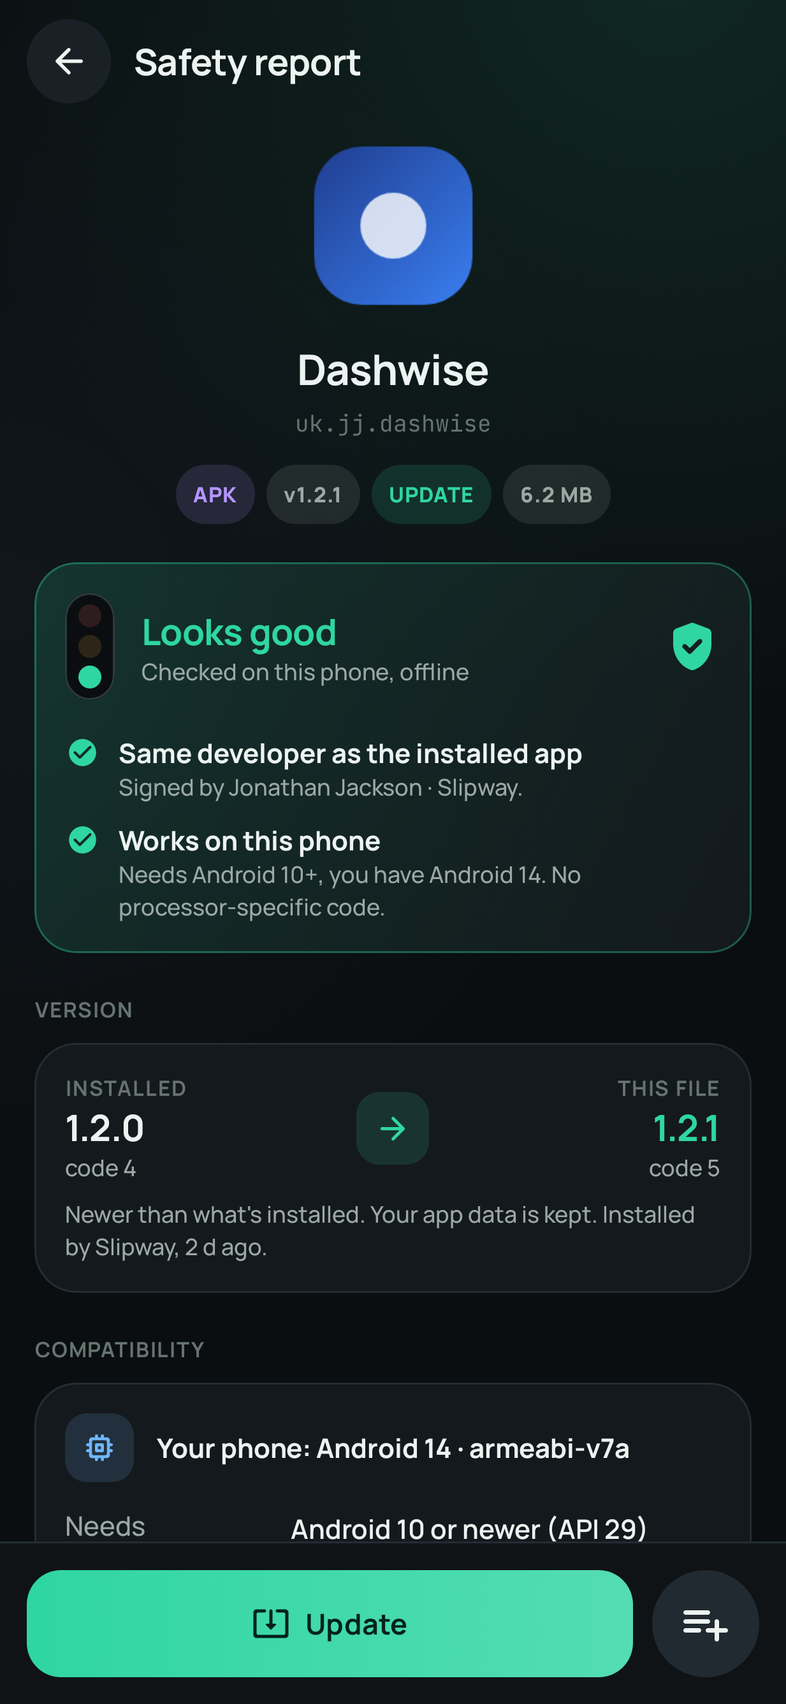 Safety report
Dashwise
uk.jj.dashwise
APK v1.2.1 UPDATE 6.2 MB
Looks good
Checked on this phone, offline
Same developer as the installed app
Signed by Jonathan Jackson · Slipway.
Works on this phone
Needs Android 10+, you have Android 14. No
processor-specific code.
VERSION
INSTALLED
1.2.0
code 4
THIS FILE
1.2.1
code 5
Newer than what's installed. Your app data is kept. Installed
by Slipway, 2 d ago.
COMPATIBILITY
Your phone: Android 14 · armeabi-v7a
Needs Android 10 or newer (API 29)
Update